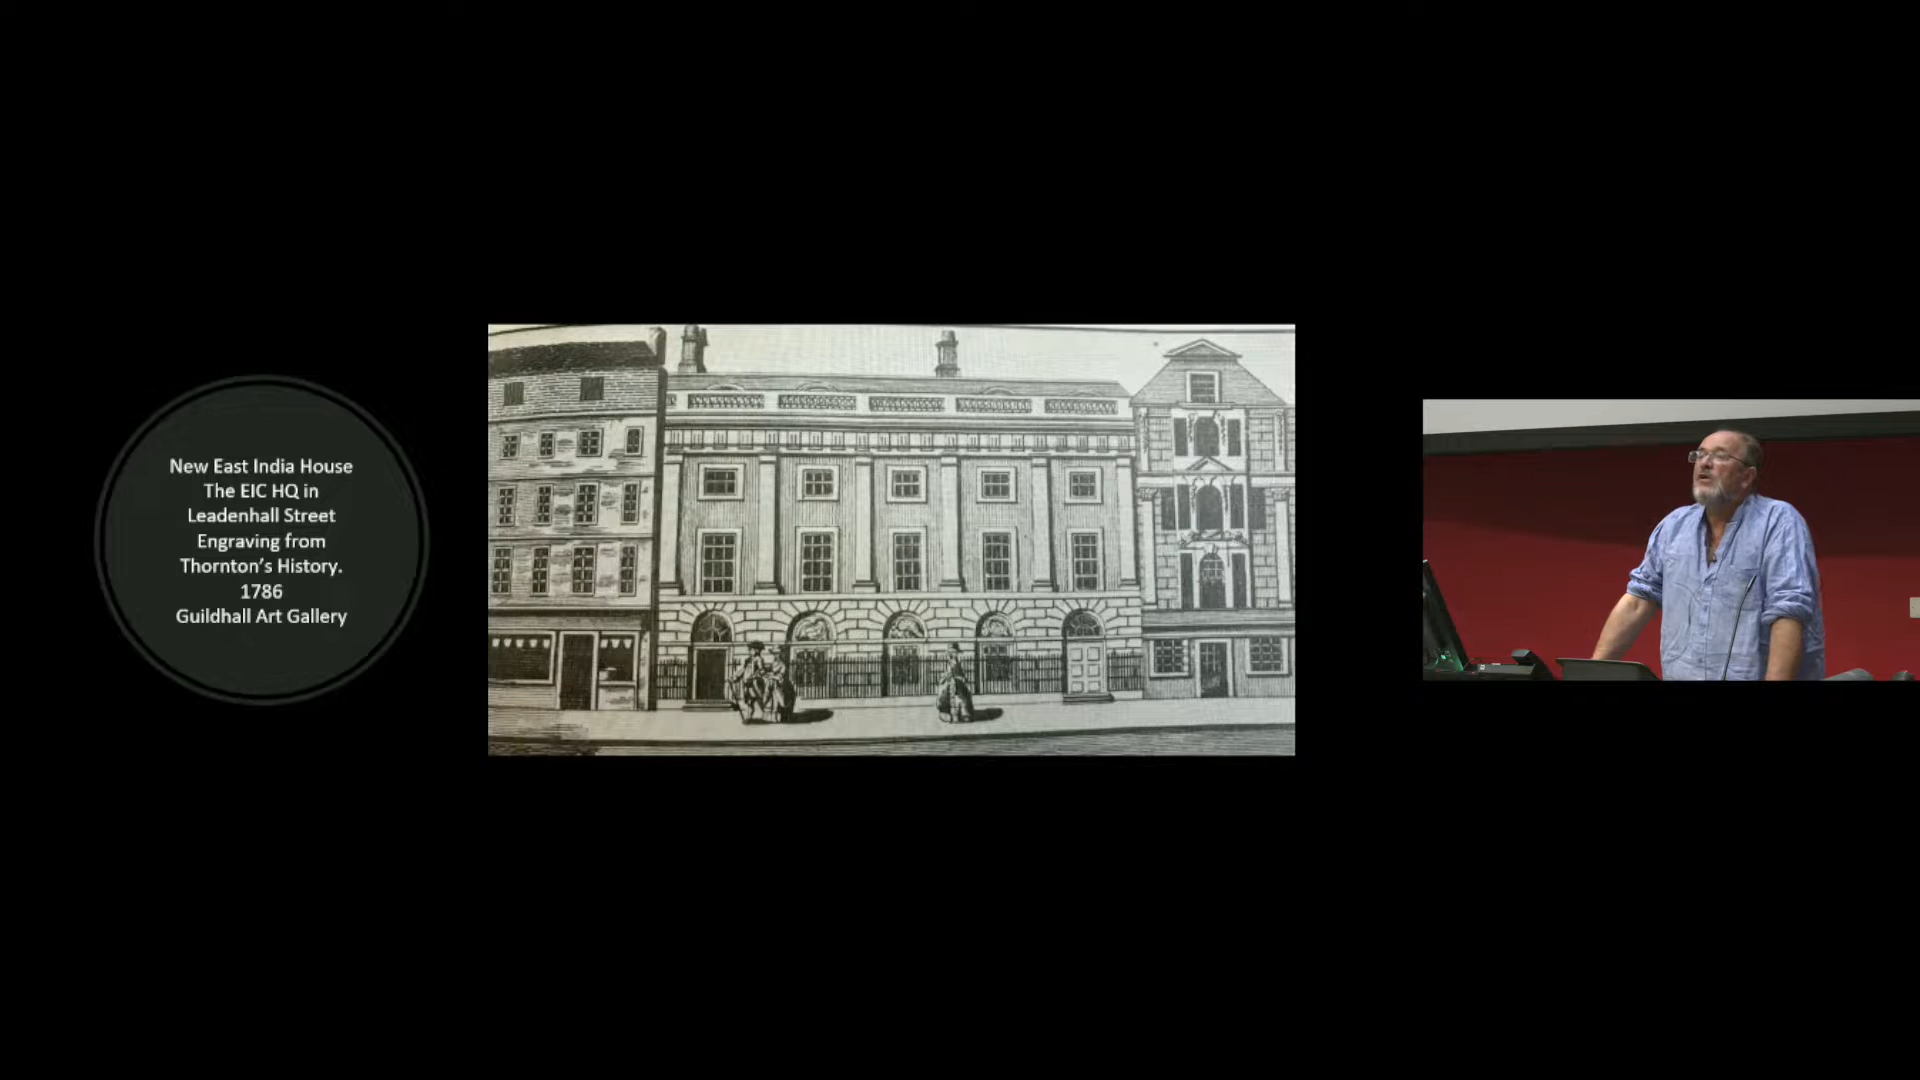 New East India House
The EIC HQ in
Leadenhall Street
Engraving from
Thornton's History.
1786
Guildhall Art Gallery